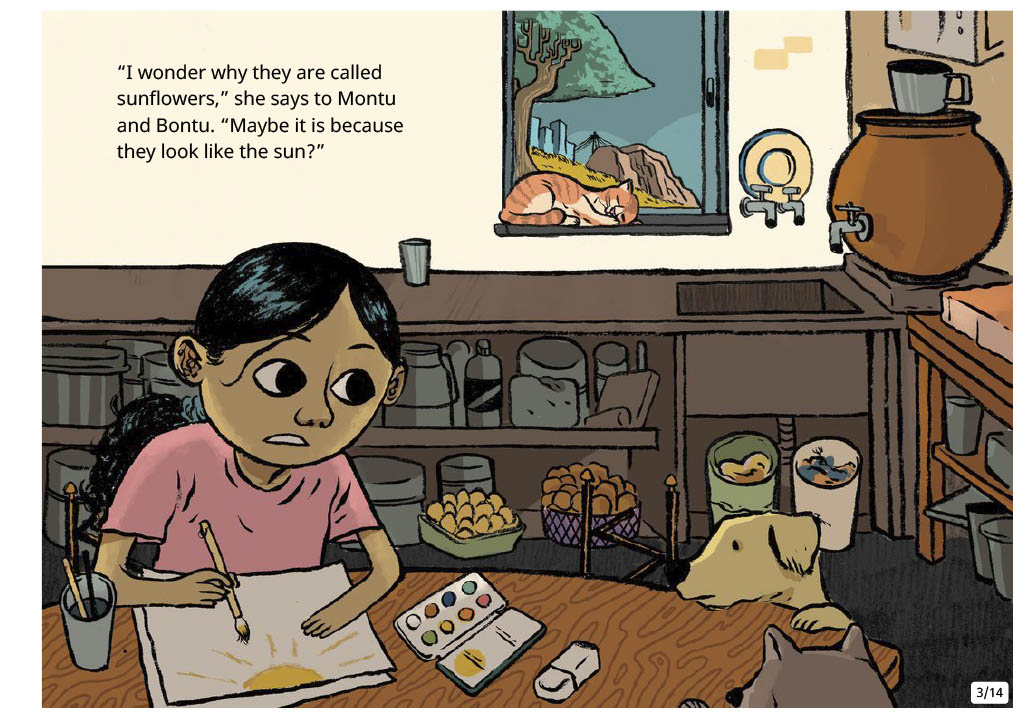 “I wonder why they are called
sunflowers,” she says to Montu
and Bontu. “Maybe it is because
they look like the sun?”
3/14